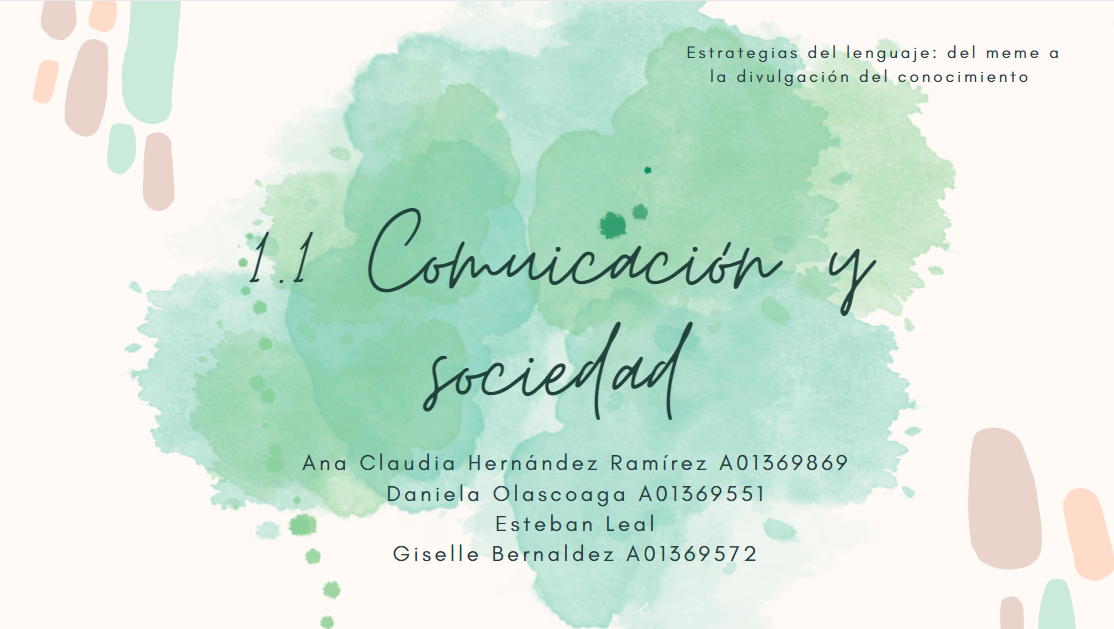 Estrategias del lenguaje: del meme a
la divulgación del conocimiento
1.1 Comuicación y
sociedad
Ana Claudia Hernández Ramírez A01369869
Daniela Olascoaga A01369551
Esteban Leal
Giselle Bernaldez A01369572